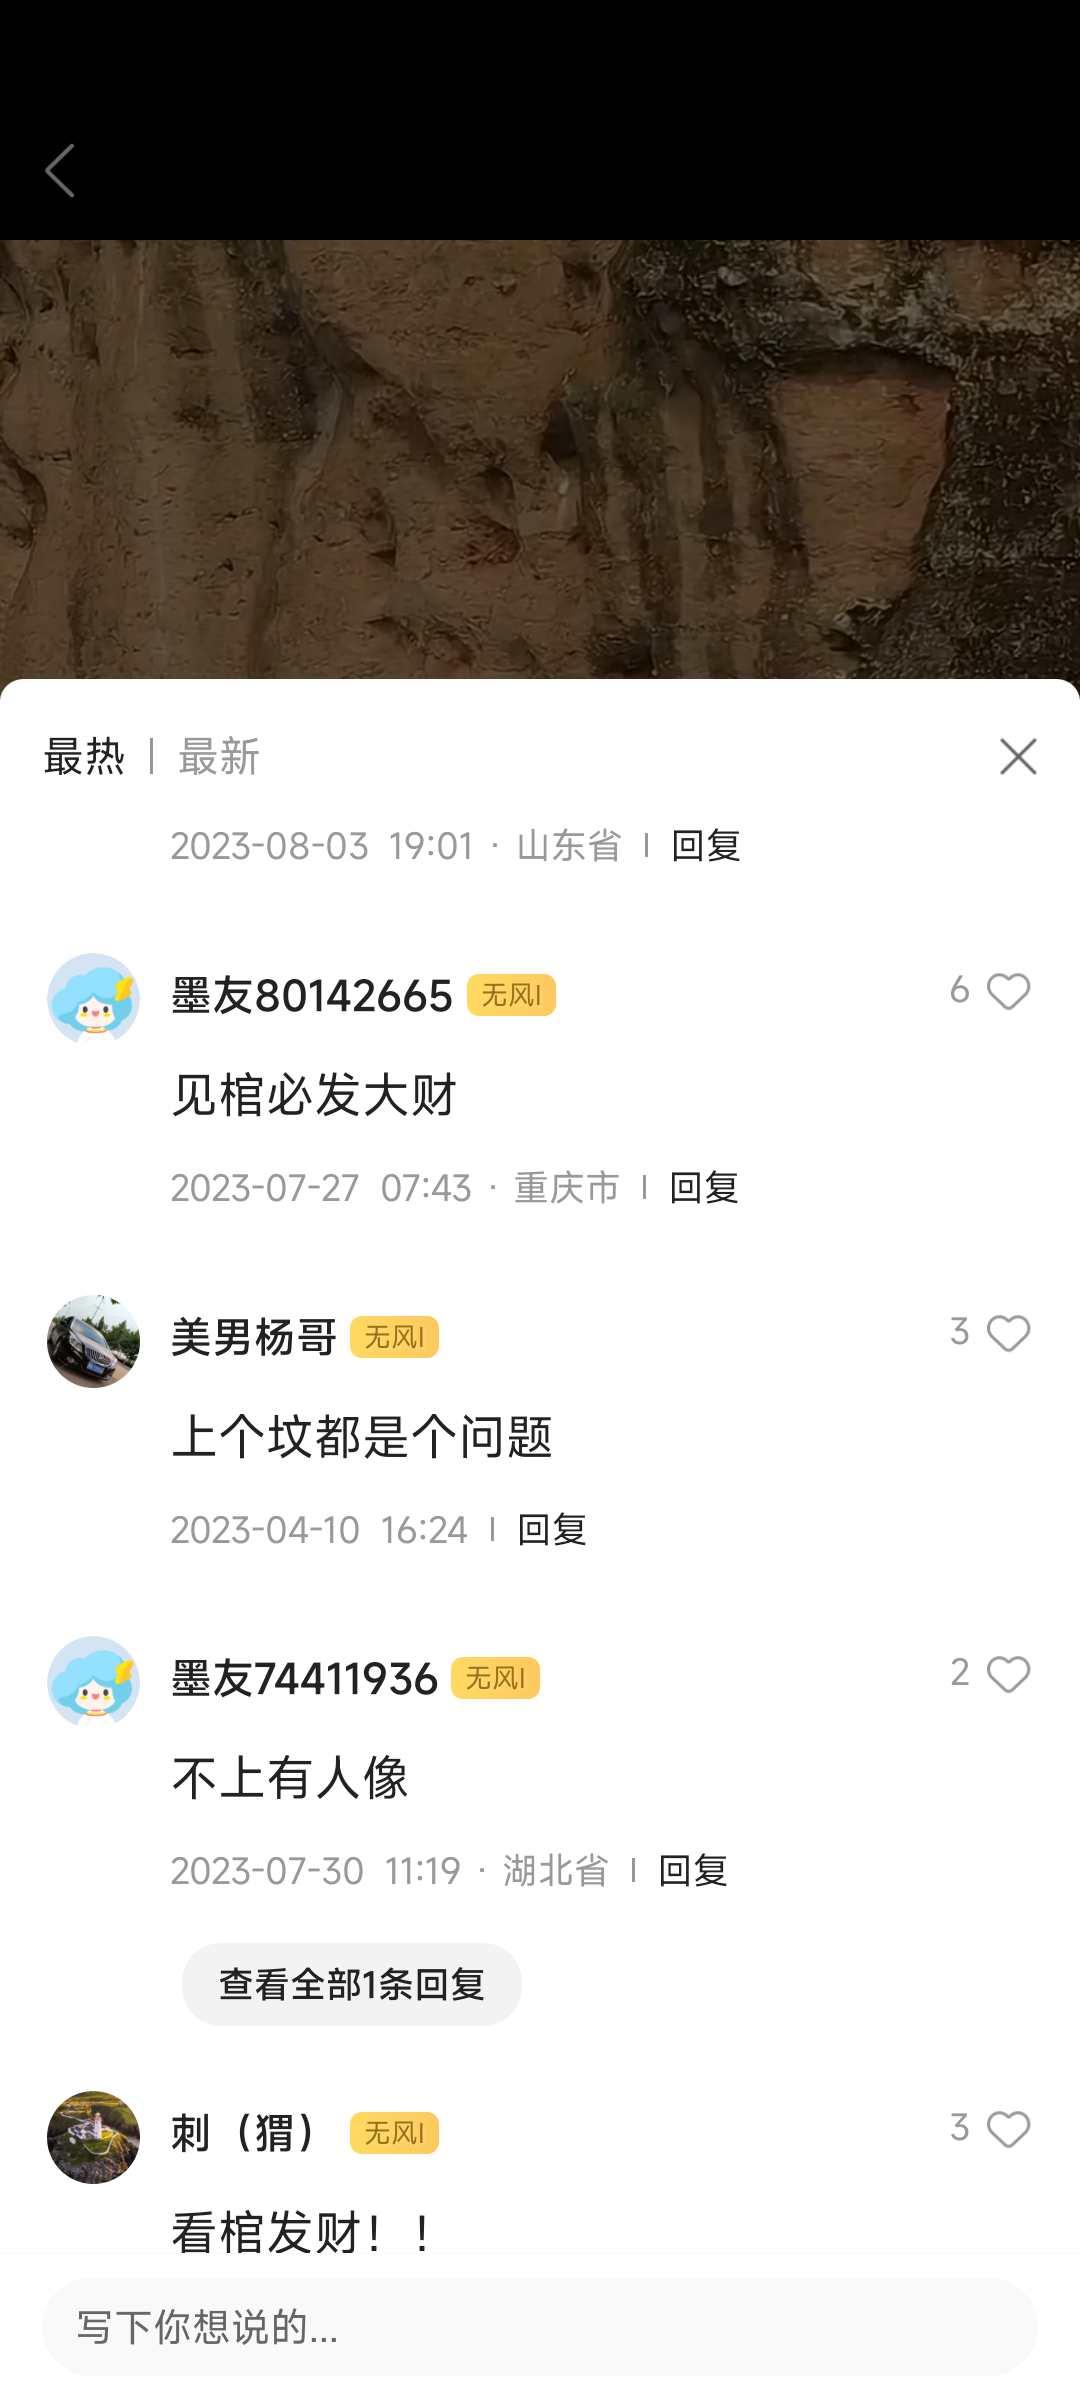 最热 | 最新
2023-08-03 19:01 · 山东省 | 回复
墨友80142665 无风I 6
见棺必发大财
2023-07-27 07:43 · 重庆市 | 回复
美男杨哥 无风I 3
上个坟都是个问题
2023-04-10 16:24 | 回复
墨友74411936 无风I 2
不上有人像
2023-07-30 11:19 · 湖北省 | 回复
查看全部1条回复
刺（猬） 无风I 3
看棺发财！！
写下你想说的...